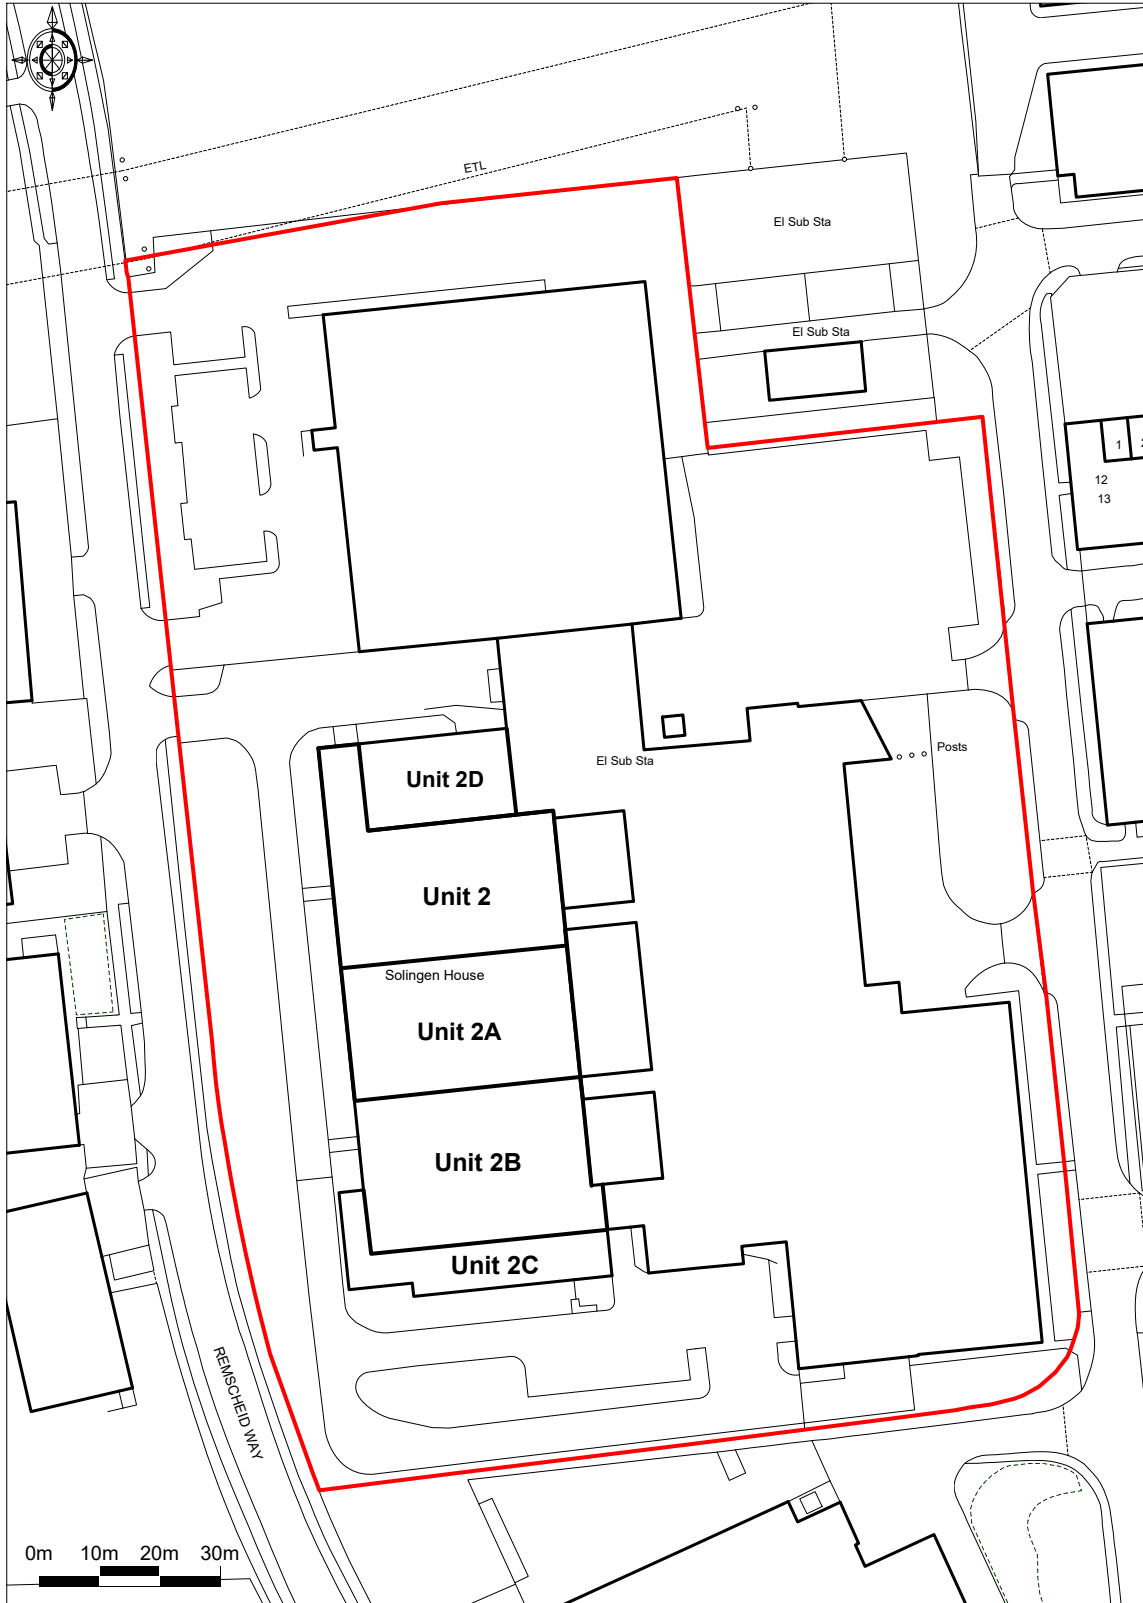 ETL
El Sub Sta
El Sub Sta
1
12
13
El Sub Sta
Posts
Unit 2D
Unit 2
Solingen House
Unit 2A
Unit 2B
Unit 2C
REMSCHEID WAY
0m 10m 20m 30m